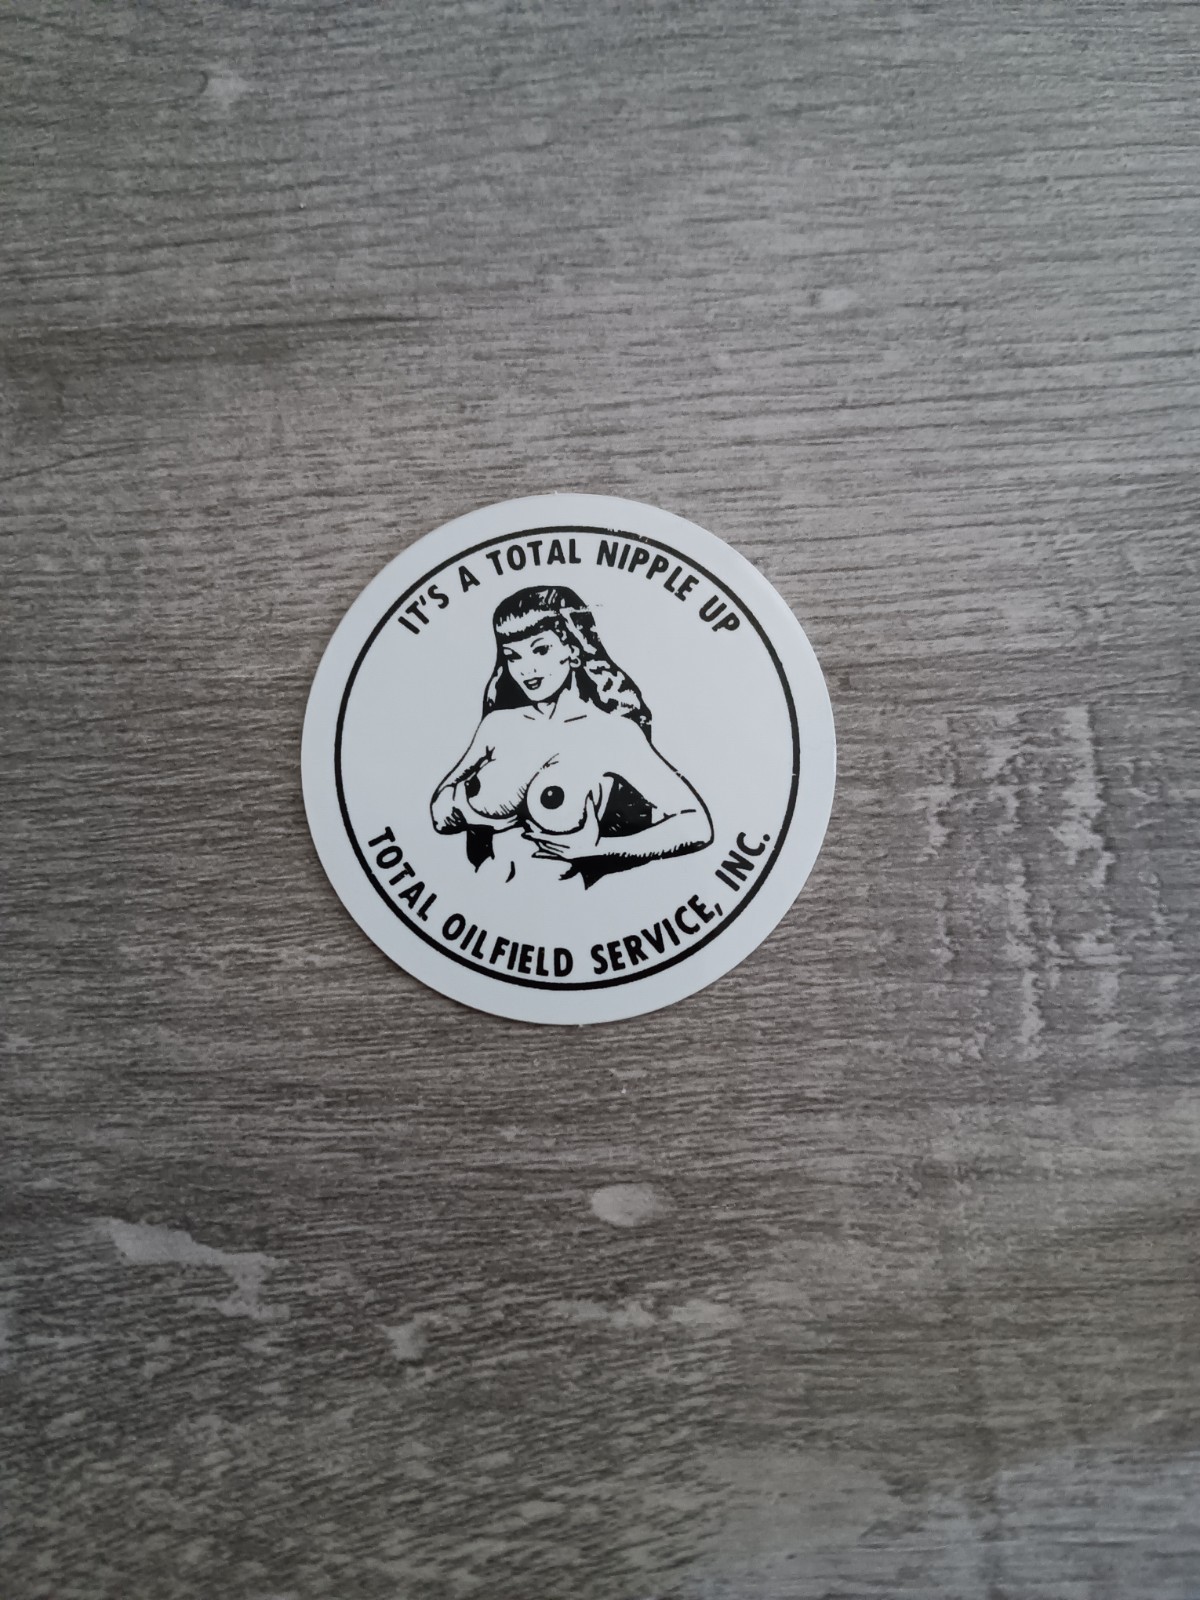 IT'S A TOTAL NIPPLE UP
TOTAL OILFIELD SERVICE, INC.